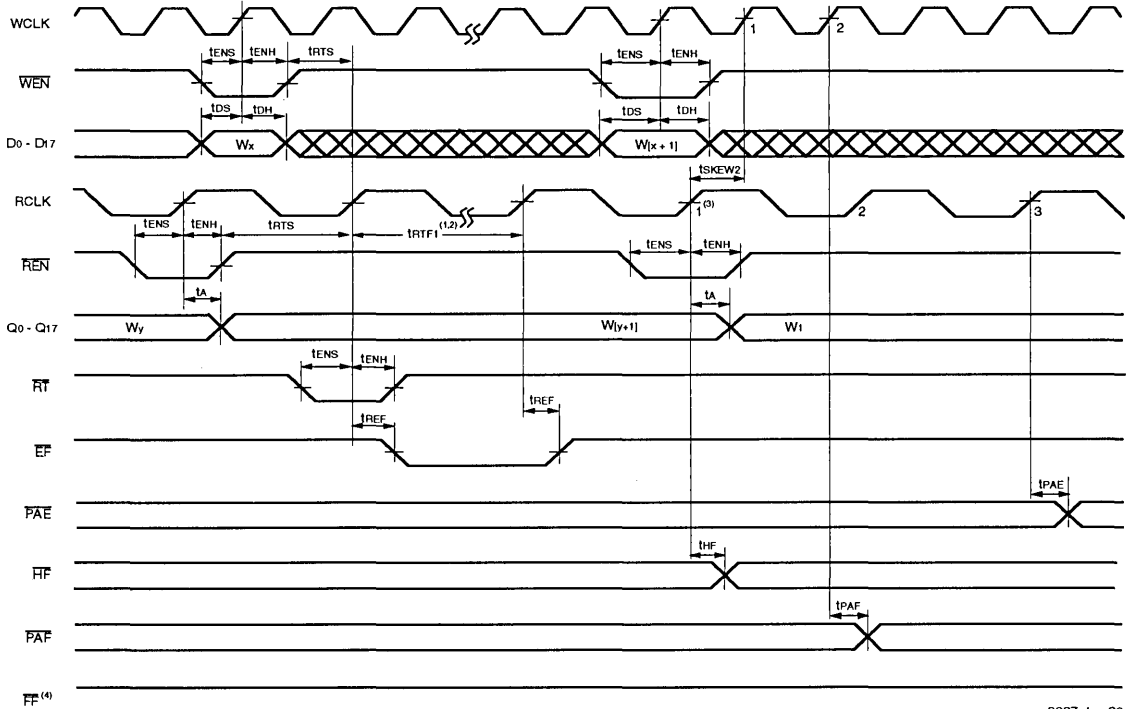 WCLK
1
2
tENS
tENH
tRTS
tENS
tENH
WEN
tDS
tDH
tDS
tDH
D0 - D17
Wx
W[x + 1]
tSKEW2
RCLK
1(3)
2
3
tENS
tENH
tRTS
tRTF1(1,2)
tENS
tENH
REN
tA
tA
Q0 - Q17
Wy
W[y+1]
W1
tENS
tENH
RT
tREF
tREF
EF
tPAE
PAE
tHF
HF
tPAF
PAF
FF(4)